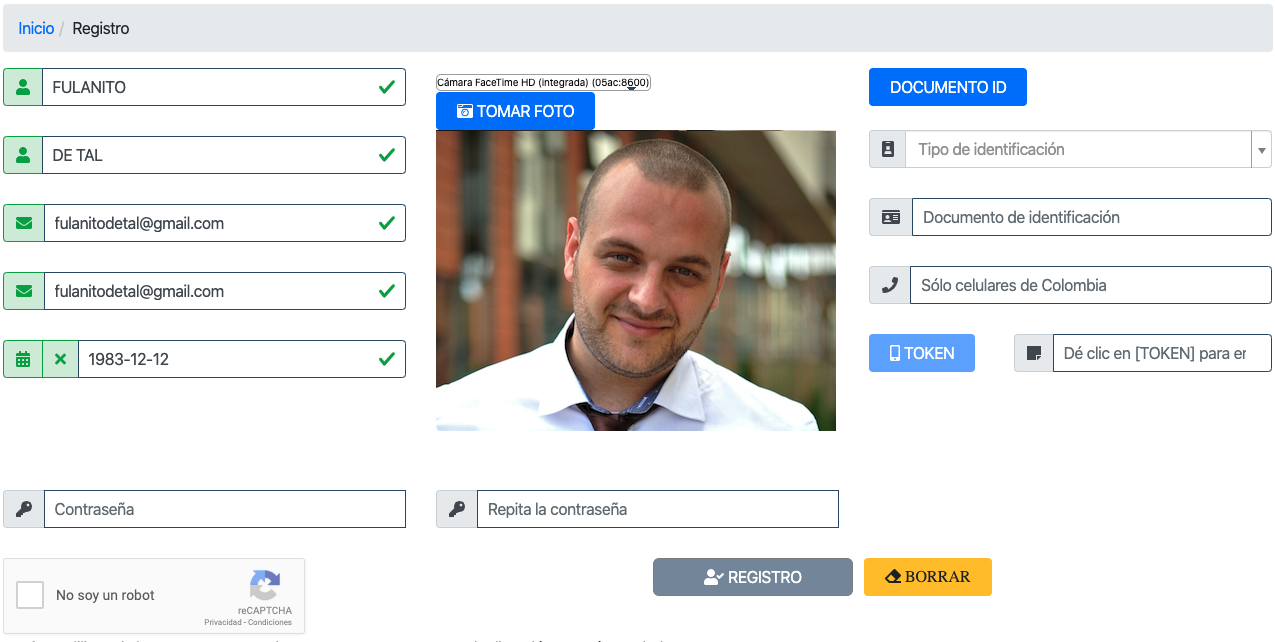 Inicio / Registro
FULANITO
DE TAL
fulanitodetal@gmail.com
fulanitodetal@gmail.com
1983-12-12
Cámara FaceTime HD (integrada) (05ac:8600)
TOMAR FOTO
DOCUMENTO ID
Tipo de identificación
Documento de identificación
Sólo celulares de Colombia
TOKEN
Dé clic en [TOKEN] para er
Contraseña
Repita la contraseña
No soy un robot
reCAPTCHA
Privacidad - Condiciones
REGISTRO
BORRAR